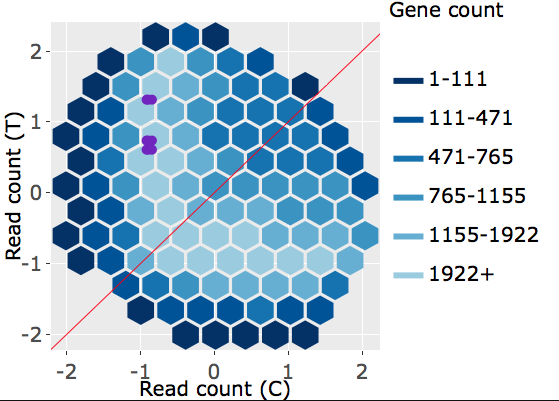 Gene count
1-111
111-471
471-765
765-1155
1155-1922
1922+
Read count (T)
2
1
0
-1
-2
-2 -1 0 1 2
Read count (C)